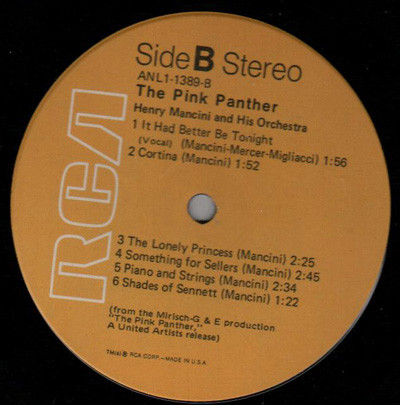 Side B Stereo
ANL1-1389-B
The Pink Panther
Henry Mancini and His Orchestra
1 It Had Better Be Tonight
(Vocal) (Mancini-Mercer-Migliacci) 1:56
2 Cortina (Mancini) 1:52
RCA
3 The Lonely Princess (Mancini) 2:25
4 Something for Sellers (Mancini) 2:45
5 Piano and Strings (Mancini) 2:34
6 Shades of Sennett (Mancini) 1:22
(from the Mirisch-G & E production
"The Pink Panther,"
A United Artists release)
TM(s) ® RCA CORP.—MADE IN U.S.A.